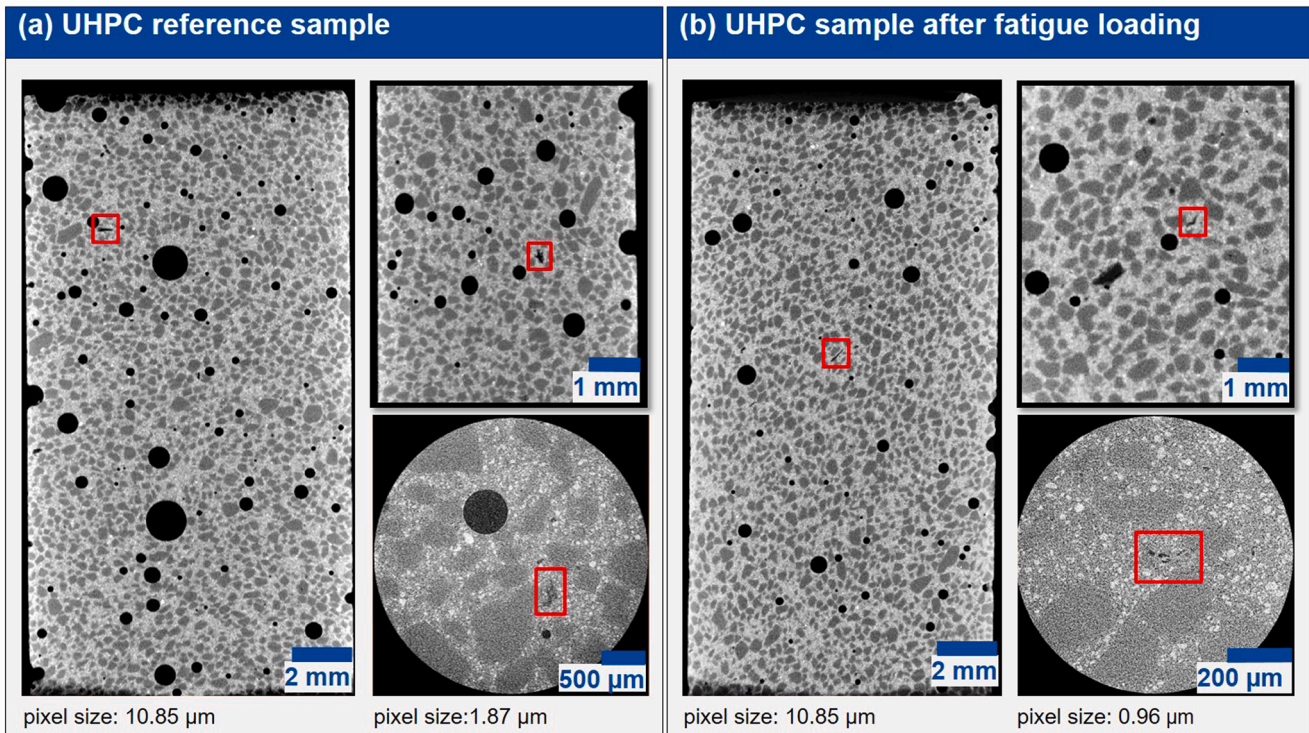 (a) UHPC reference sample
1 mm
2 mm
500 µm
pixel size: 10.85 µm
pixel size:1.87 µm
(b) UHPC sample after fatigue loading
1 mm
2 mm
200 µm
pixel size: 10.85 µm
pixel size: 0.96 µm